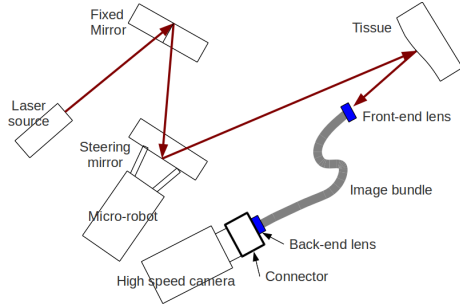 Fixed
Mirror
Tissue
Laser
source
Front-end lens
Steering
mirror
Image bundle
Micro-robot
Back-end lens
High speed camera
Connector